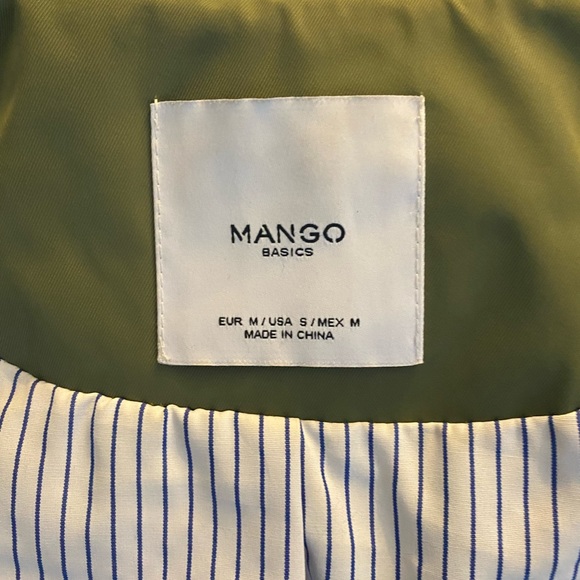 MANGO
BASICS
EUR M / USA S / MEX M
MADE IN CHINA